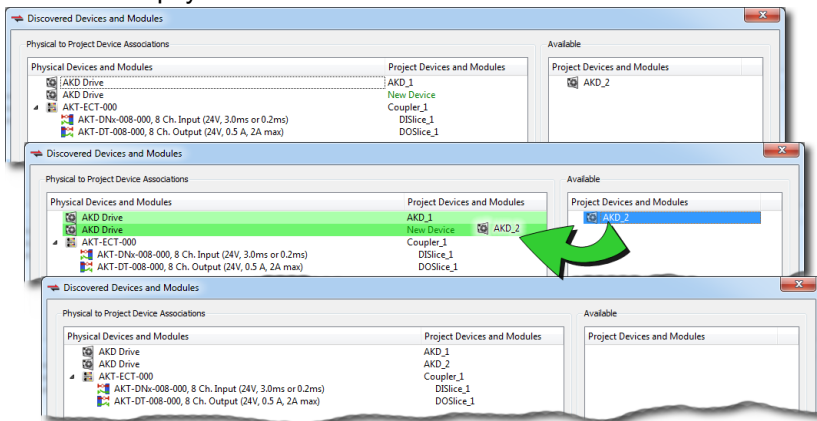 Discovered Devices and Modules
X
Physical to Project Device Associations
Available
Physical Devices and Modules Project Devices and Modules
Project Devices and Modules
AKD Drive AKD_1
AKD_2
AKD Drive New Device
AKT-ECT-000 Coupler_1
AKT-DNx-008-000, 8 Ch. Input (24V, 3.0ms or 0.2ms) DISlice_1
AKT-DT-008-000, 8 Ch. Output (24V, 0.5 A, 2A max) DOSlice_1
Discovered Devices and Modules
X
Physical to Project Device Associations
Available
Physical Devices and Modules Project Devices and Modules
Project Devices and Modules
AKD Drive AKD_1
AKD_2
AKD Drive New Device AKD_2
AKT-ECT-000 Coupler_1
AKT-DNx-008-000, 8 Ch. Input (24V, 3.0ms or 0.2ms) DISlice_1
AKT-DT-008-000, 8 Ch. Output (24V, 0.5 A, 2A max) DOSlice_1
Discovered Devices and Modules
X
Physical to Project Device Associations
Available
Physical Devices and Modules Project Devices and Modules
Project Devices and Modules
AKD Drive AKD_1
AKD Drive AKD_2
AKT-ECT-000 Coupler_1
AKT-DNx-008-000, 8 Ch. Input (24V, 3.0ms or 0.2ms) DISlice_1
AKT-DT-008-000, 8 Ch. Output (24V, 0.5 A, 2A max) DOSlice_1